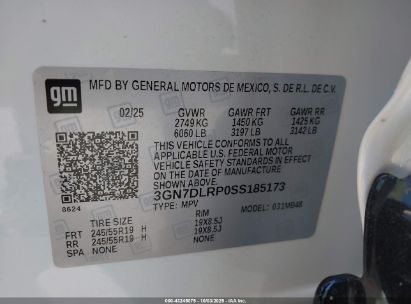 gm
MFD BY GENERAL MOTORS DE MEXICO, S. DE R.L. DE C.V.
02/25 GVWR GAWR FRT GAWR RR
2749 KG 1450 KG 1425 KG
6060 LB 3197 LB 3142 LB
THIS VEHICLE CONFORMS TO ALL
APPLICABLE U.S. FEDERAL MOTOR
VEHICLE SAFETY STANDARDS IN EFFECT
ON THE DATE OF MANUFACTURE
SHOWN ABOVE.
3GN7DLRP0SS185173
8624 TYPE: MPV MODEL: 031MB48
TIRE SIZE RIM
FRT 245/55R19 H 19X8.5J
RR 245/55R19 H 19X8.5J
SPA NONE NONE